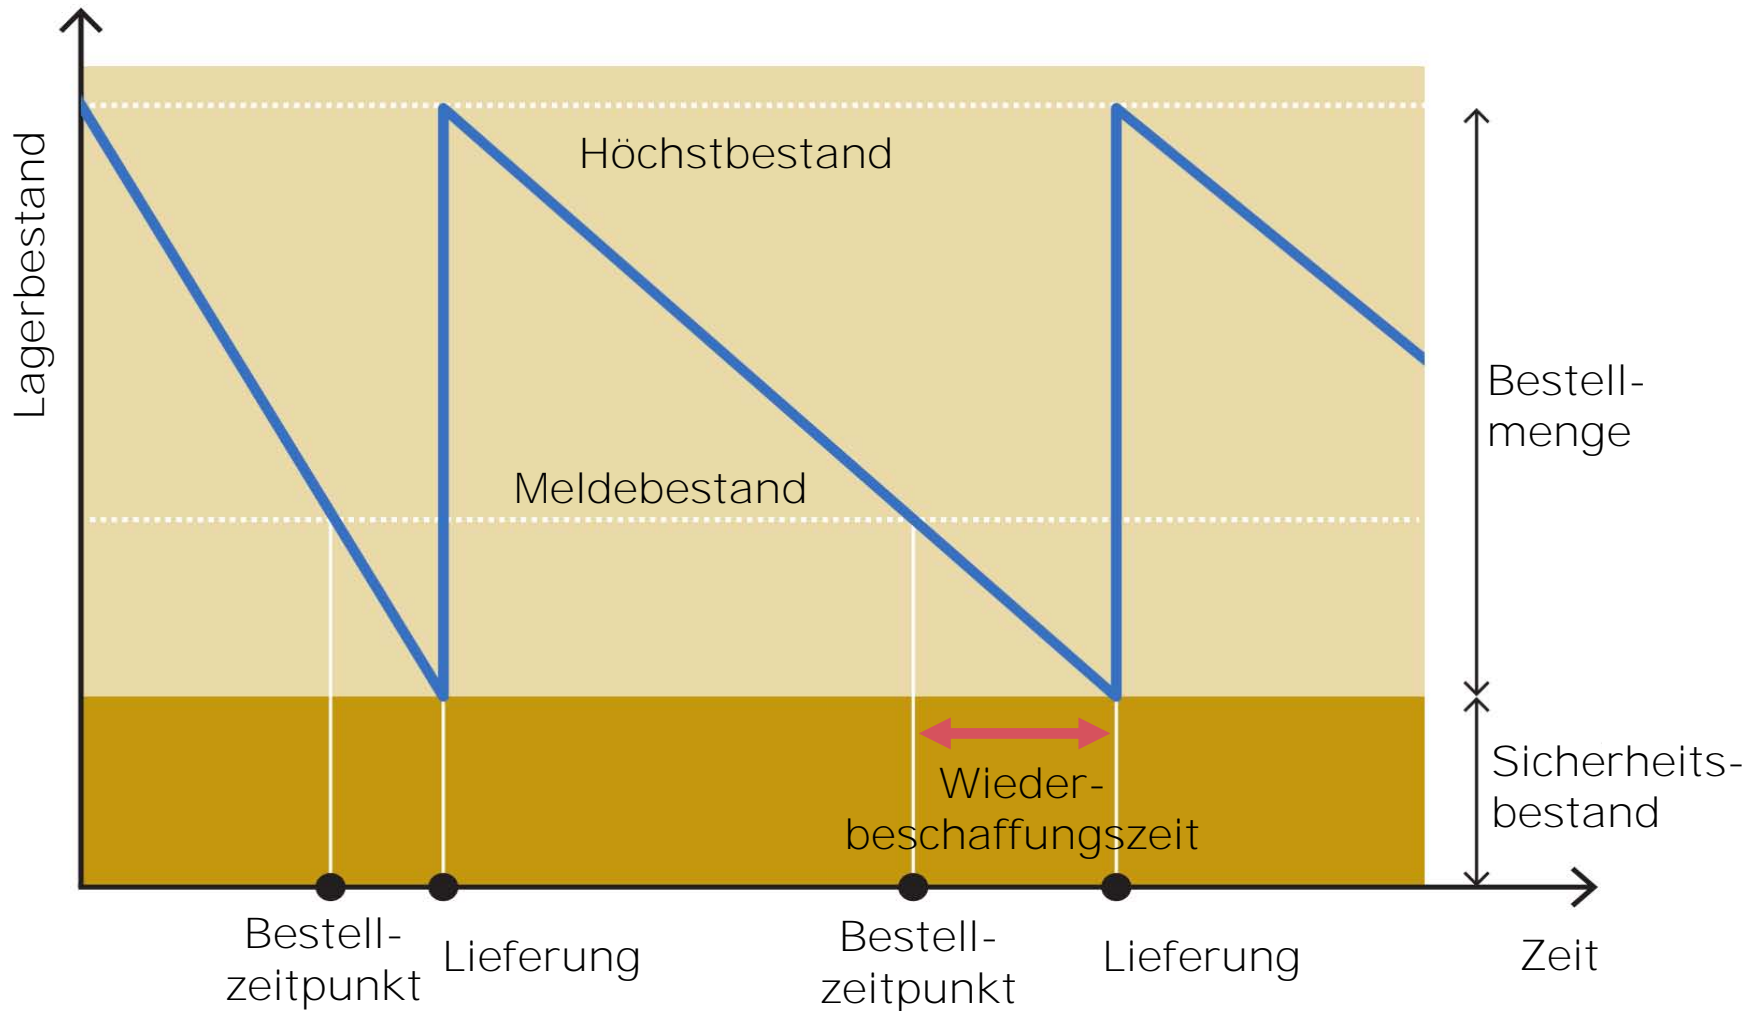 Lagerbestand
Höchstbestand
Meldebestand
Bestell-
menge
Sicherheits-
bestand
Wieder-
beschaffungszeit
Bestell-
zeitpunkt
Lieferung
Bestell-
zeitpunkt
Lieferung
Zeit